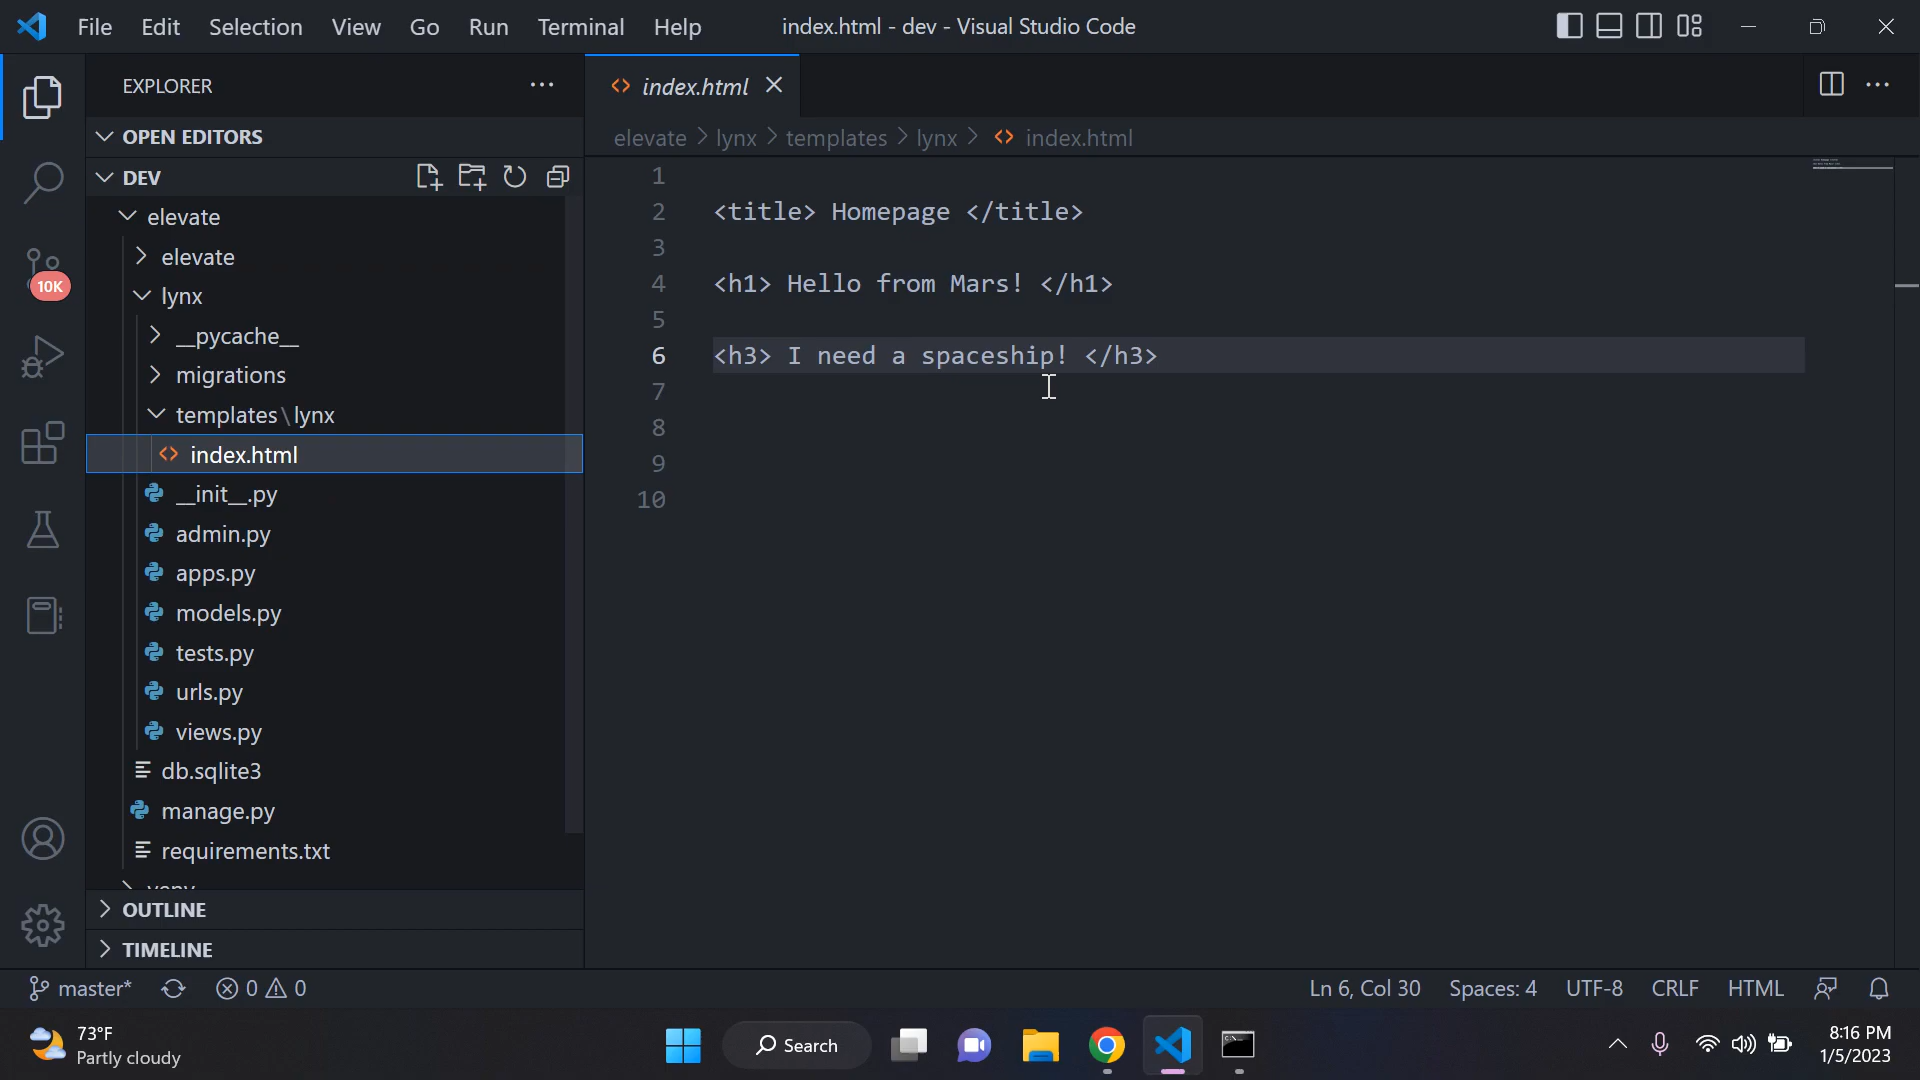 File Edit Selection View Go Run Terminal Help index.html - dev - Visual Studio Code
EXPLORER
OPEN EDITORS
DEV
elevate
elevate
lynx
__pycache__
migrations
templates\lynx
index.html
__init__.py
admin.py
apps.py
models.py
tests.py
urls.py
views.py
db.sqlite3
manage.py
requirements.txt
venv
OUTLINE
TIMELINE
10K
index.html
elevate > lynx > templates > lynx > index.html
1
2 <title> Homepage </title>
3
4 <h1> Hello from Mars! </h1>
5
6 <h3> I need a spaceship! </h3>
7
8
9
10
master* 0 0 Ln 6, Col 30 Spaces: 4 UTF-8 CRLF HTML
73°F
Partly cloudy
Search
8:16 PM
1/5/2023